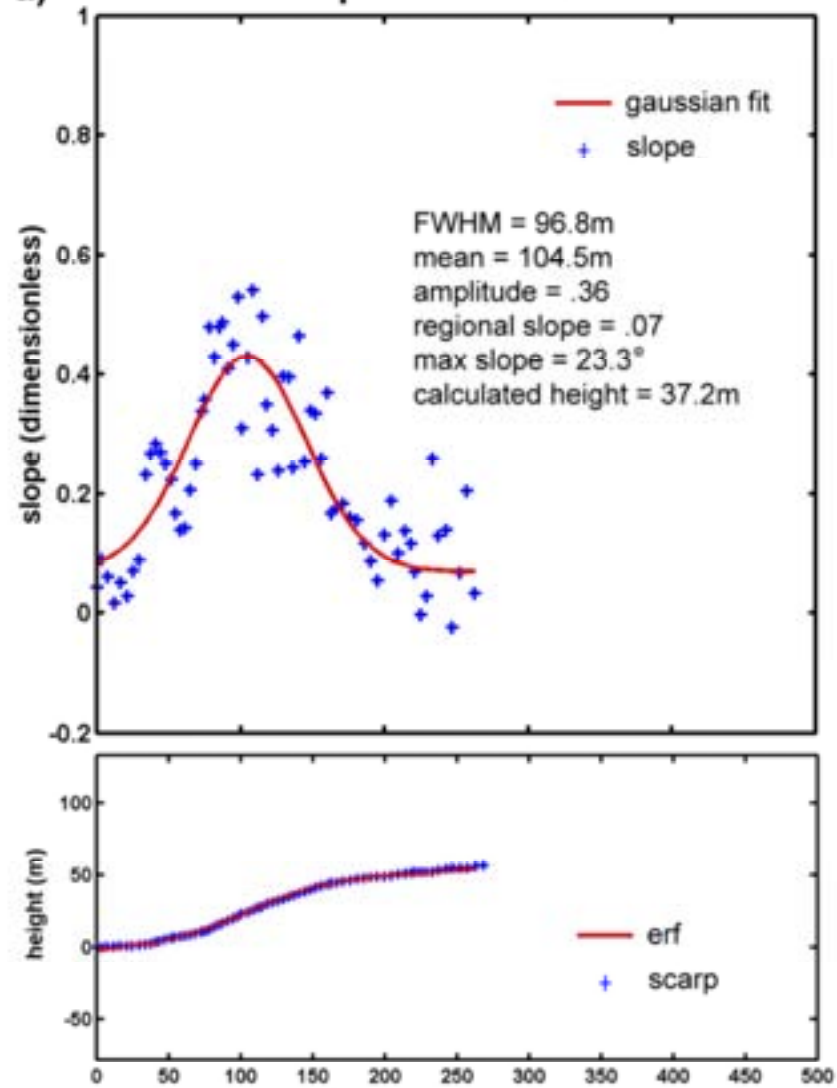 1
0.8
0.6
0.4
0.2
0
-0.2
slope (dimensionless)
gaussian fit
slope
FWHM = 96.8m
mean = 104.5m
amplitude = .36
regional slope = .07
max slope = 23.3°
calculated height = 37.2m
100
50
0
-50
height (m)
erf
scarp
0 50 100 150 200 250 300 350 400 450 500